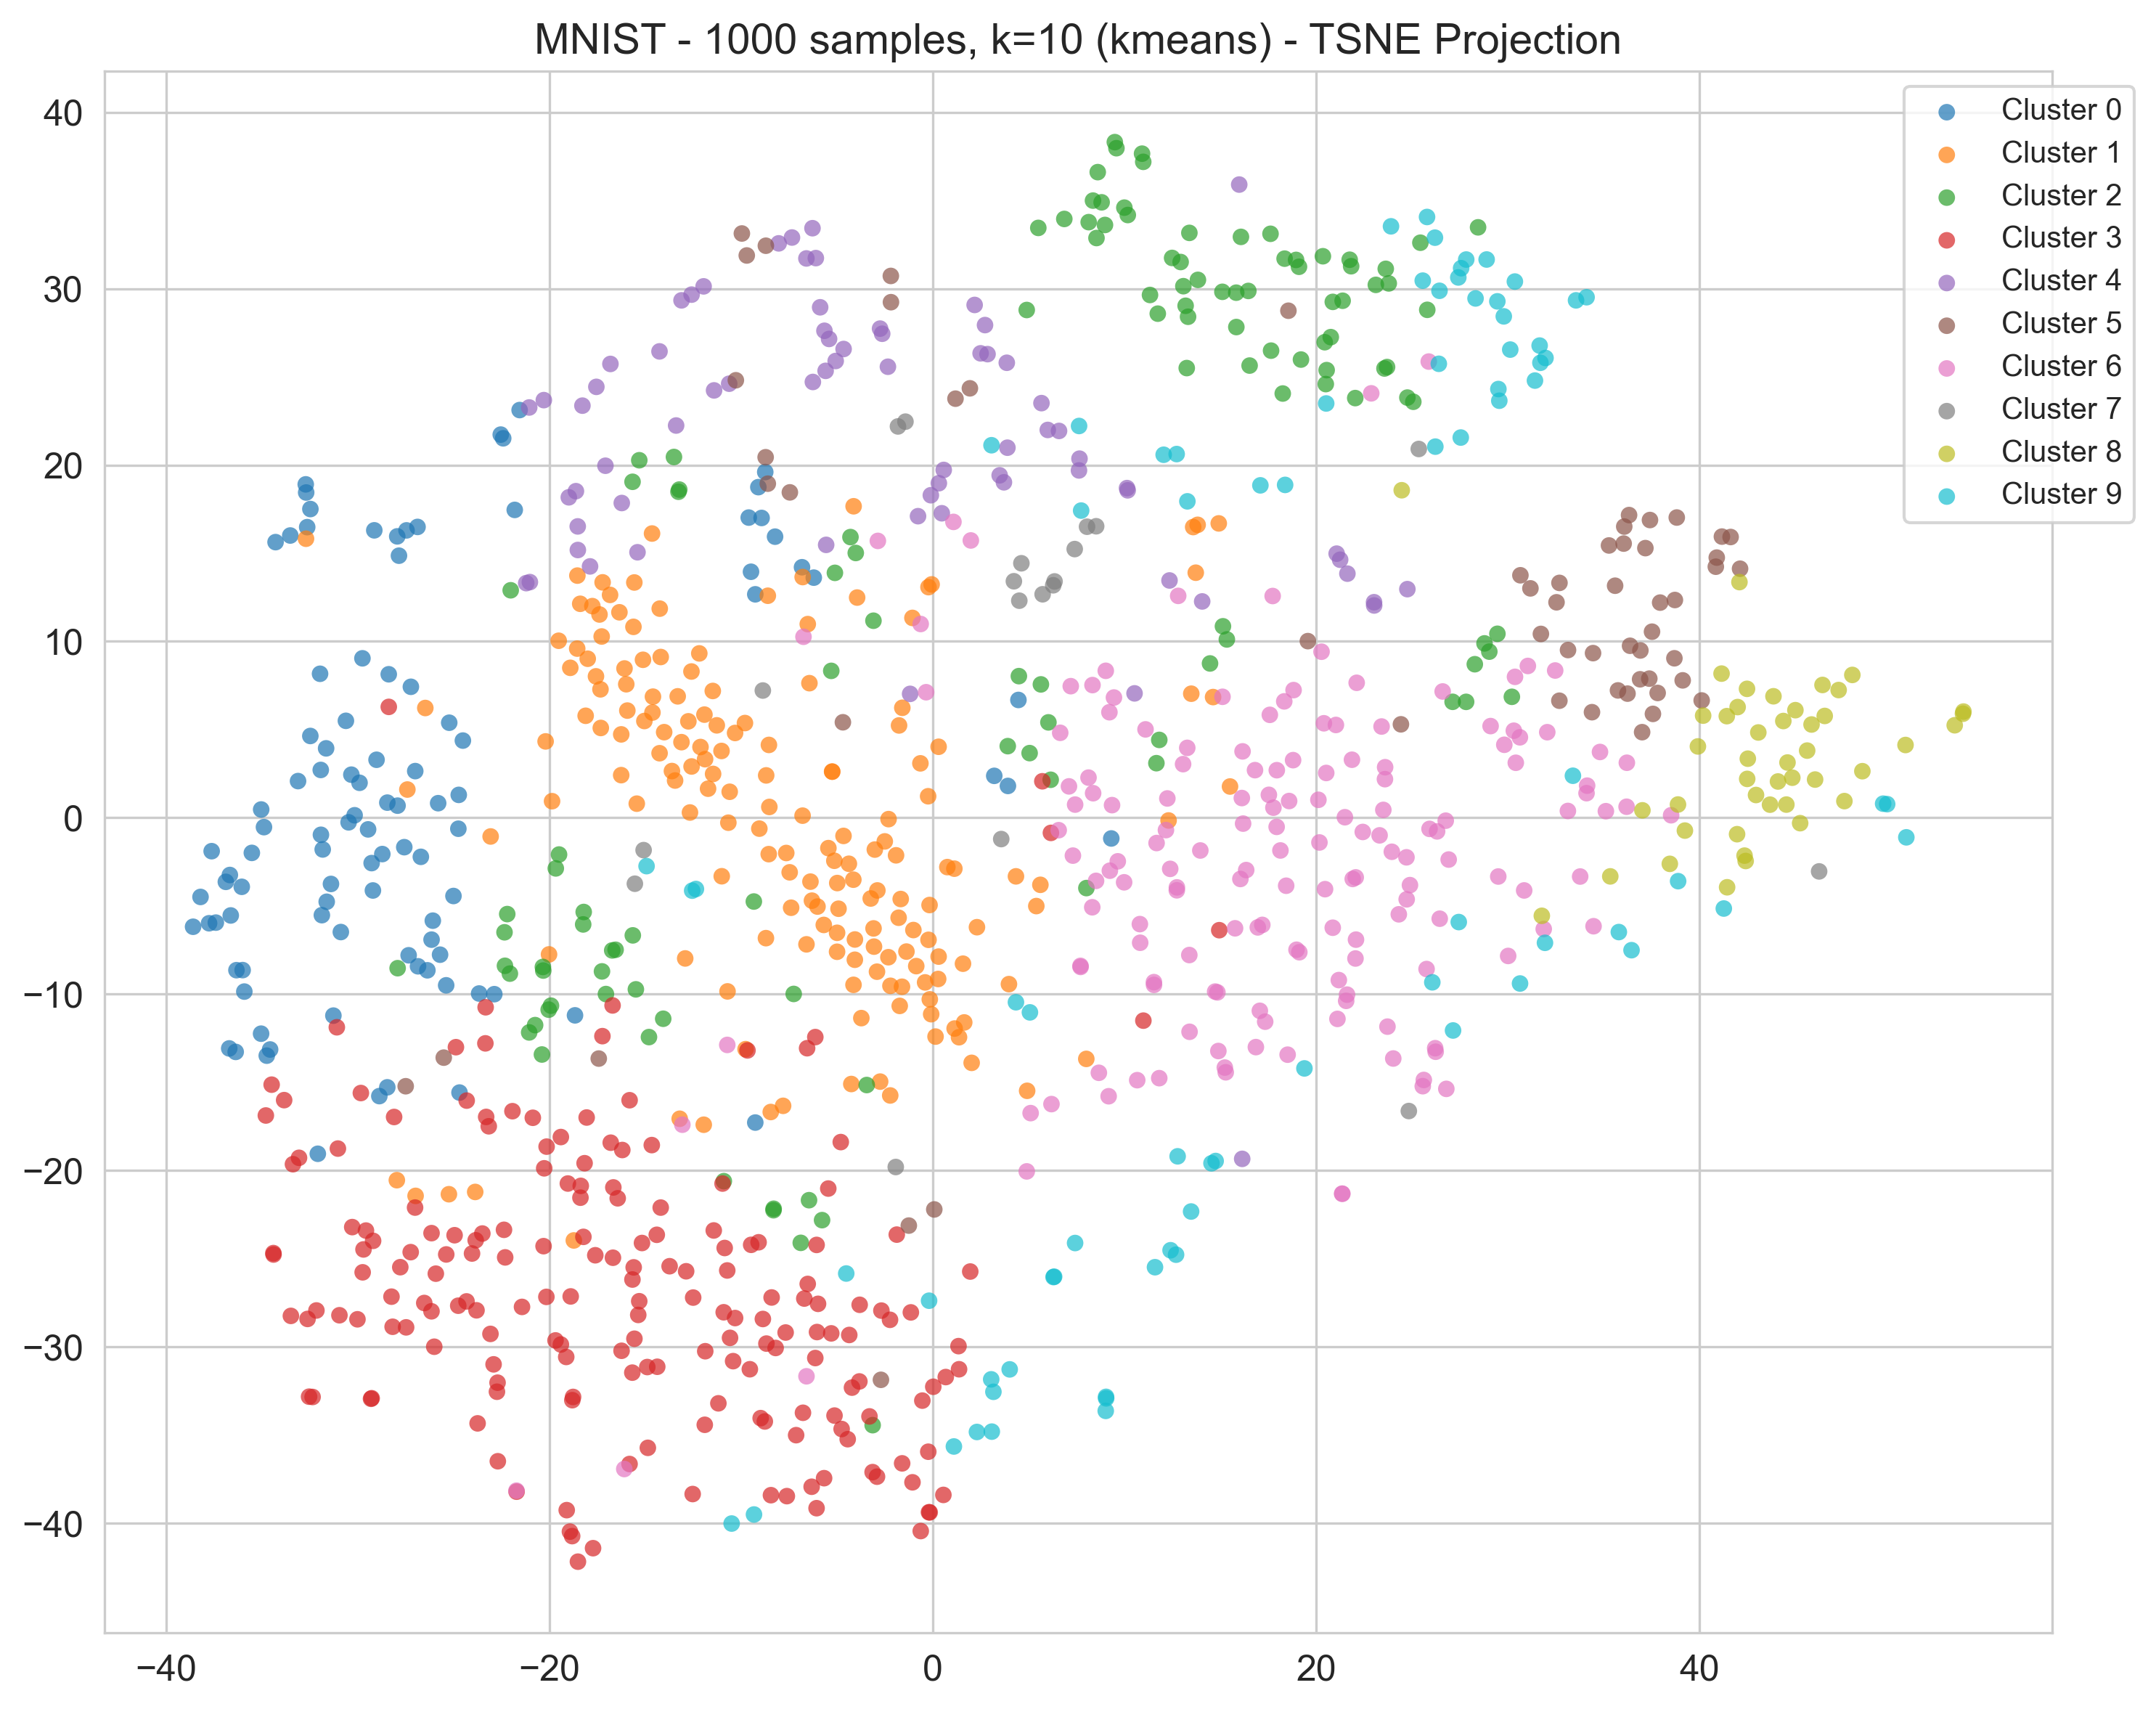 MNIST - 1000 samples, k=10 (kmeans) - TSNE Projection
40
30
20
10
0
−10
−20
−30
−40
−40
−20
0
20
40
Cluster 0
Cluster 1
Cluster 2
Cluster 3
Cluster 4
Cluster 5
Cluster 6
Cluster 7
Cluster 8
Cluster 9